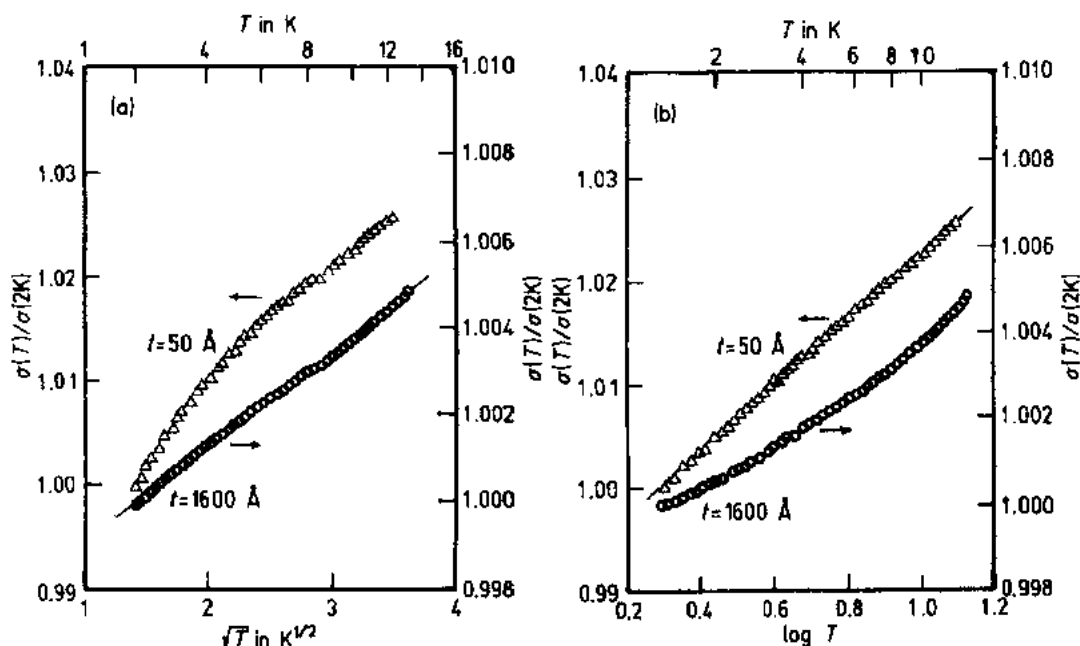 T in K
1 4 8 12 16
1.04
1.03
1.02
1.01
1.00
0.99
σ(T)/σ(2K)
(a)
t=50 Å
t=1600 Å
1.010
1.008
1.006
1.004
1.002
1.000
0.998
σ(T)/σ(2K)
1 2 3 4
√T in K^1/2
T in K
2 4 6 8 10
1.04
1.03
1.02
1.01
1.00
0.99
σ(T)/σ(2K)
(b)
t=50 Å
t=1600 Å
1.010
1.008
1.006
1.004
1.002
1.000
0.998
σ(T)/σ(2K)
0.2 0.4 0.6 0.8 1.0 1.2
log T